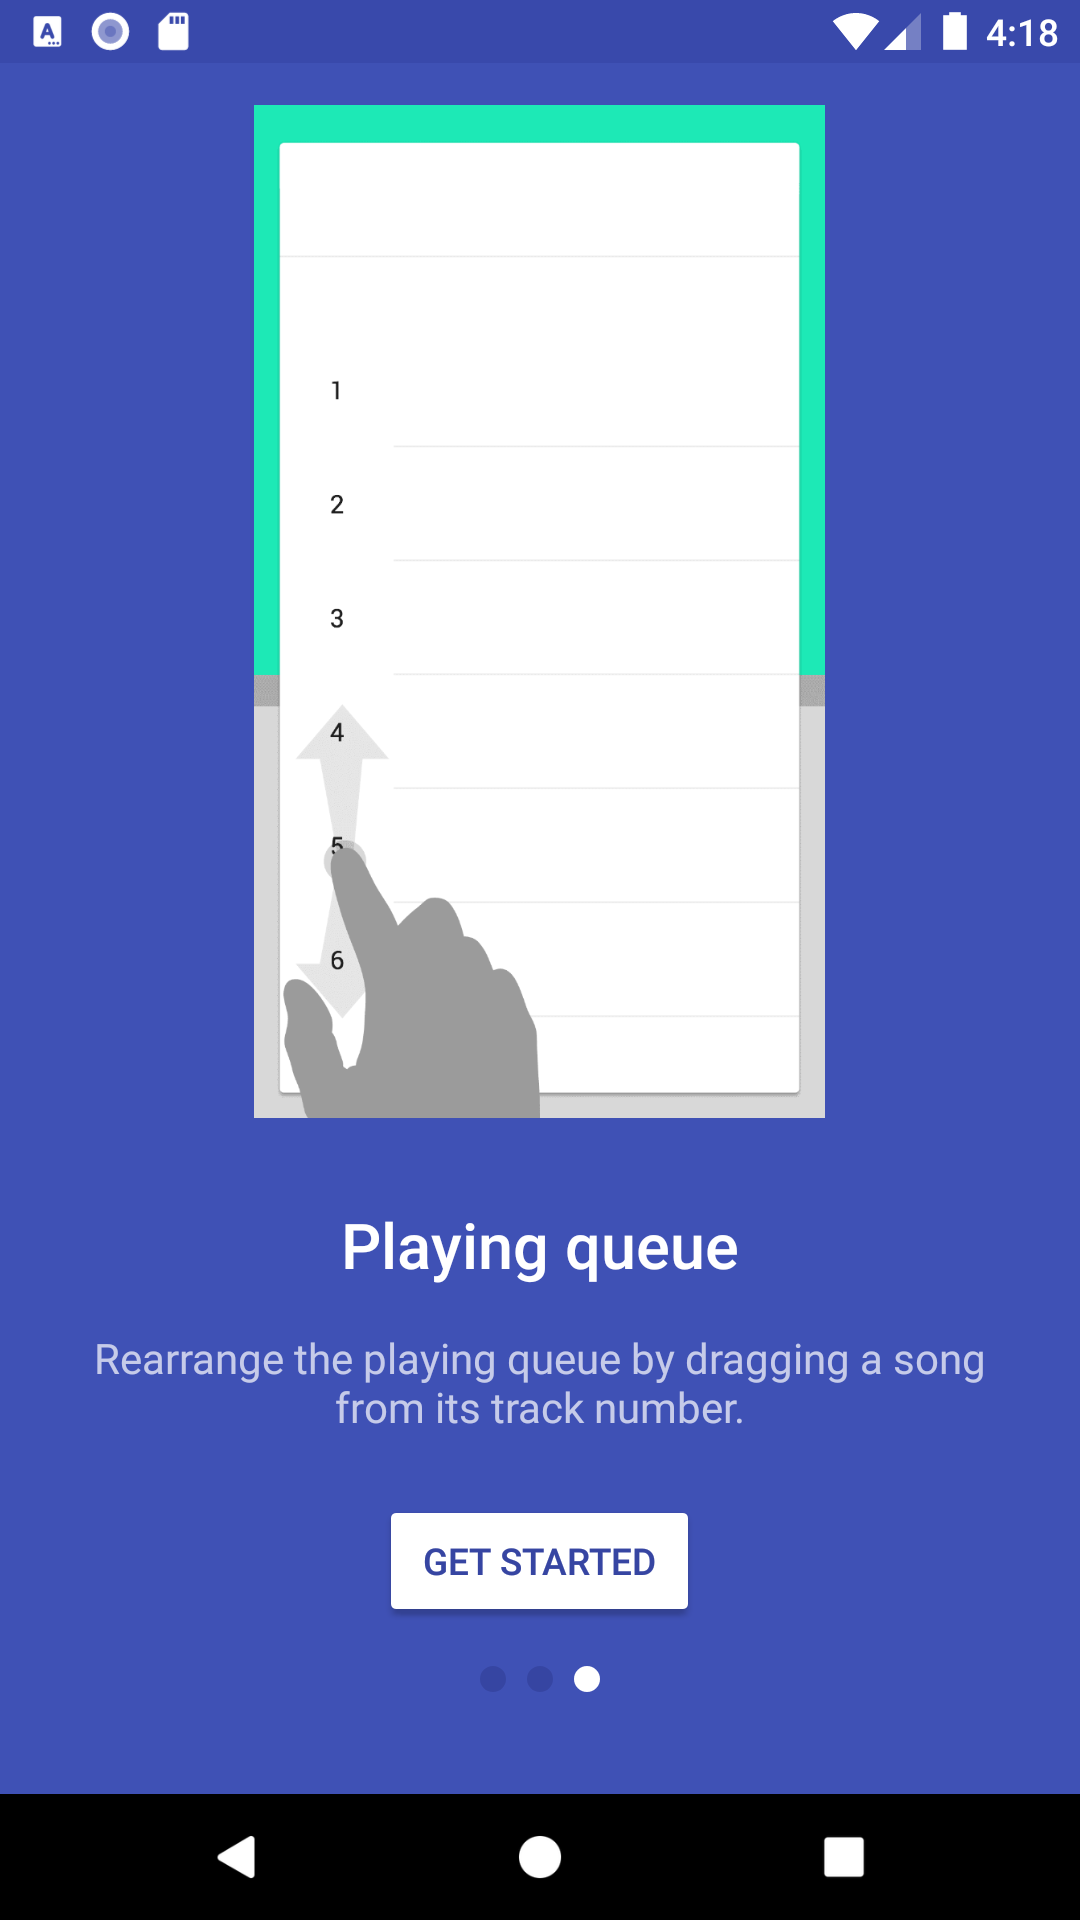 4:18
1
2
3
4
5
6
Playing queue
Rearrange the playing queue by dragging a song
from its track number.
GET STARTED